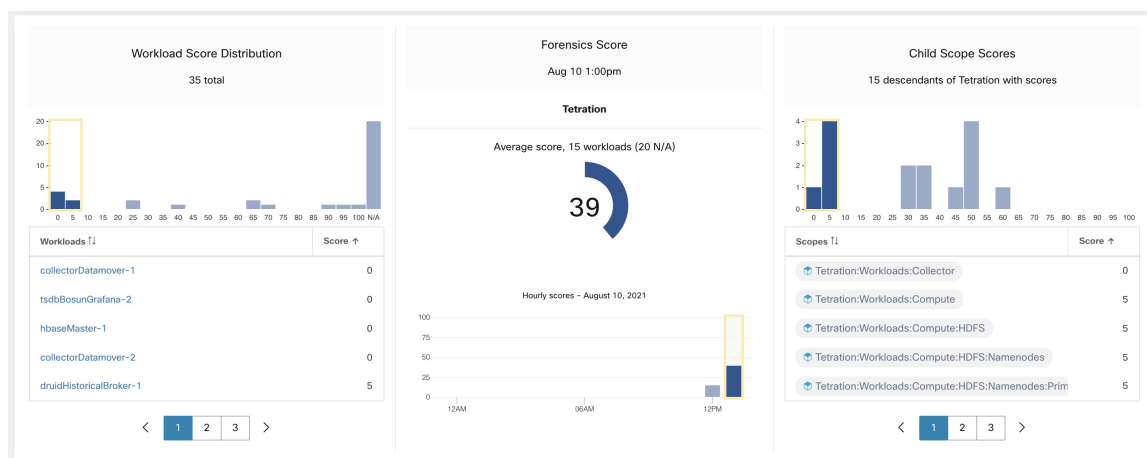 Workload Score Distribution
35 total
20
20
10
5
0
0 5 10 15 20 25 30 35 40 45 50 55 60 65 70 75 80 85 90 95 100 N/A
Workloads ↑↓ Score ↑
collectorDatamover-1 0
tsdbBosunGrafana-2 0
hbaseMaster-1 0
collectorDatamover-2 0
druidHistoricalBroker-1 5
1 2 3
Forensics Score
Aug 10 1:00pm
Tetration
Average score, 15 workloads (20 N/A)
39
Hourly scores - August 10, 2021
100
75
50
25
0
12AM 06AM 12PM
Child Scope Scores
15 descendants of Tetration with scores
4
3
2
1
0
0 5 10 15 20 25 30 35 40 45 50 55 60 65 70 75 80 85 90 95 100
Scopes ↑↓ Score ↑
Tetration:Workloads:Collector 0
Tetration:Workloads:Compute 5
Tetration:Workloads:Compute:HDFS 5
Tetration:Workloads:Compute:HDFS:Namenodes 5
Tetration:Workloads:Compute:HDFS:Namenodes:Prim 5
1 2 3